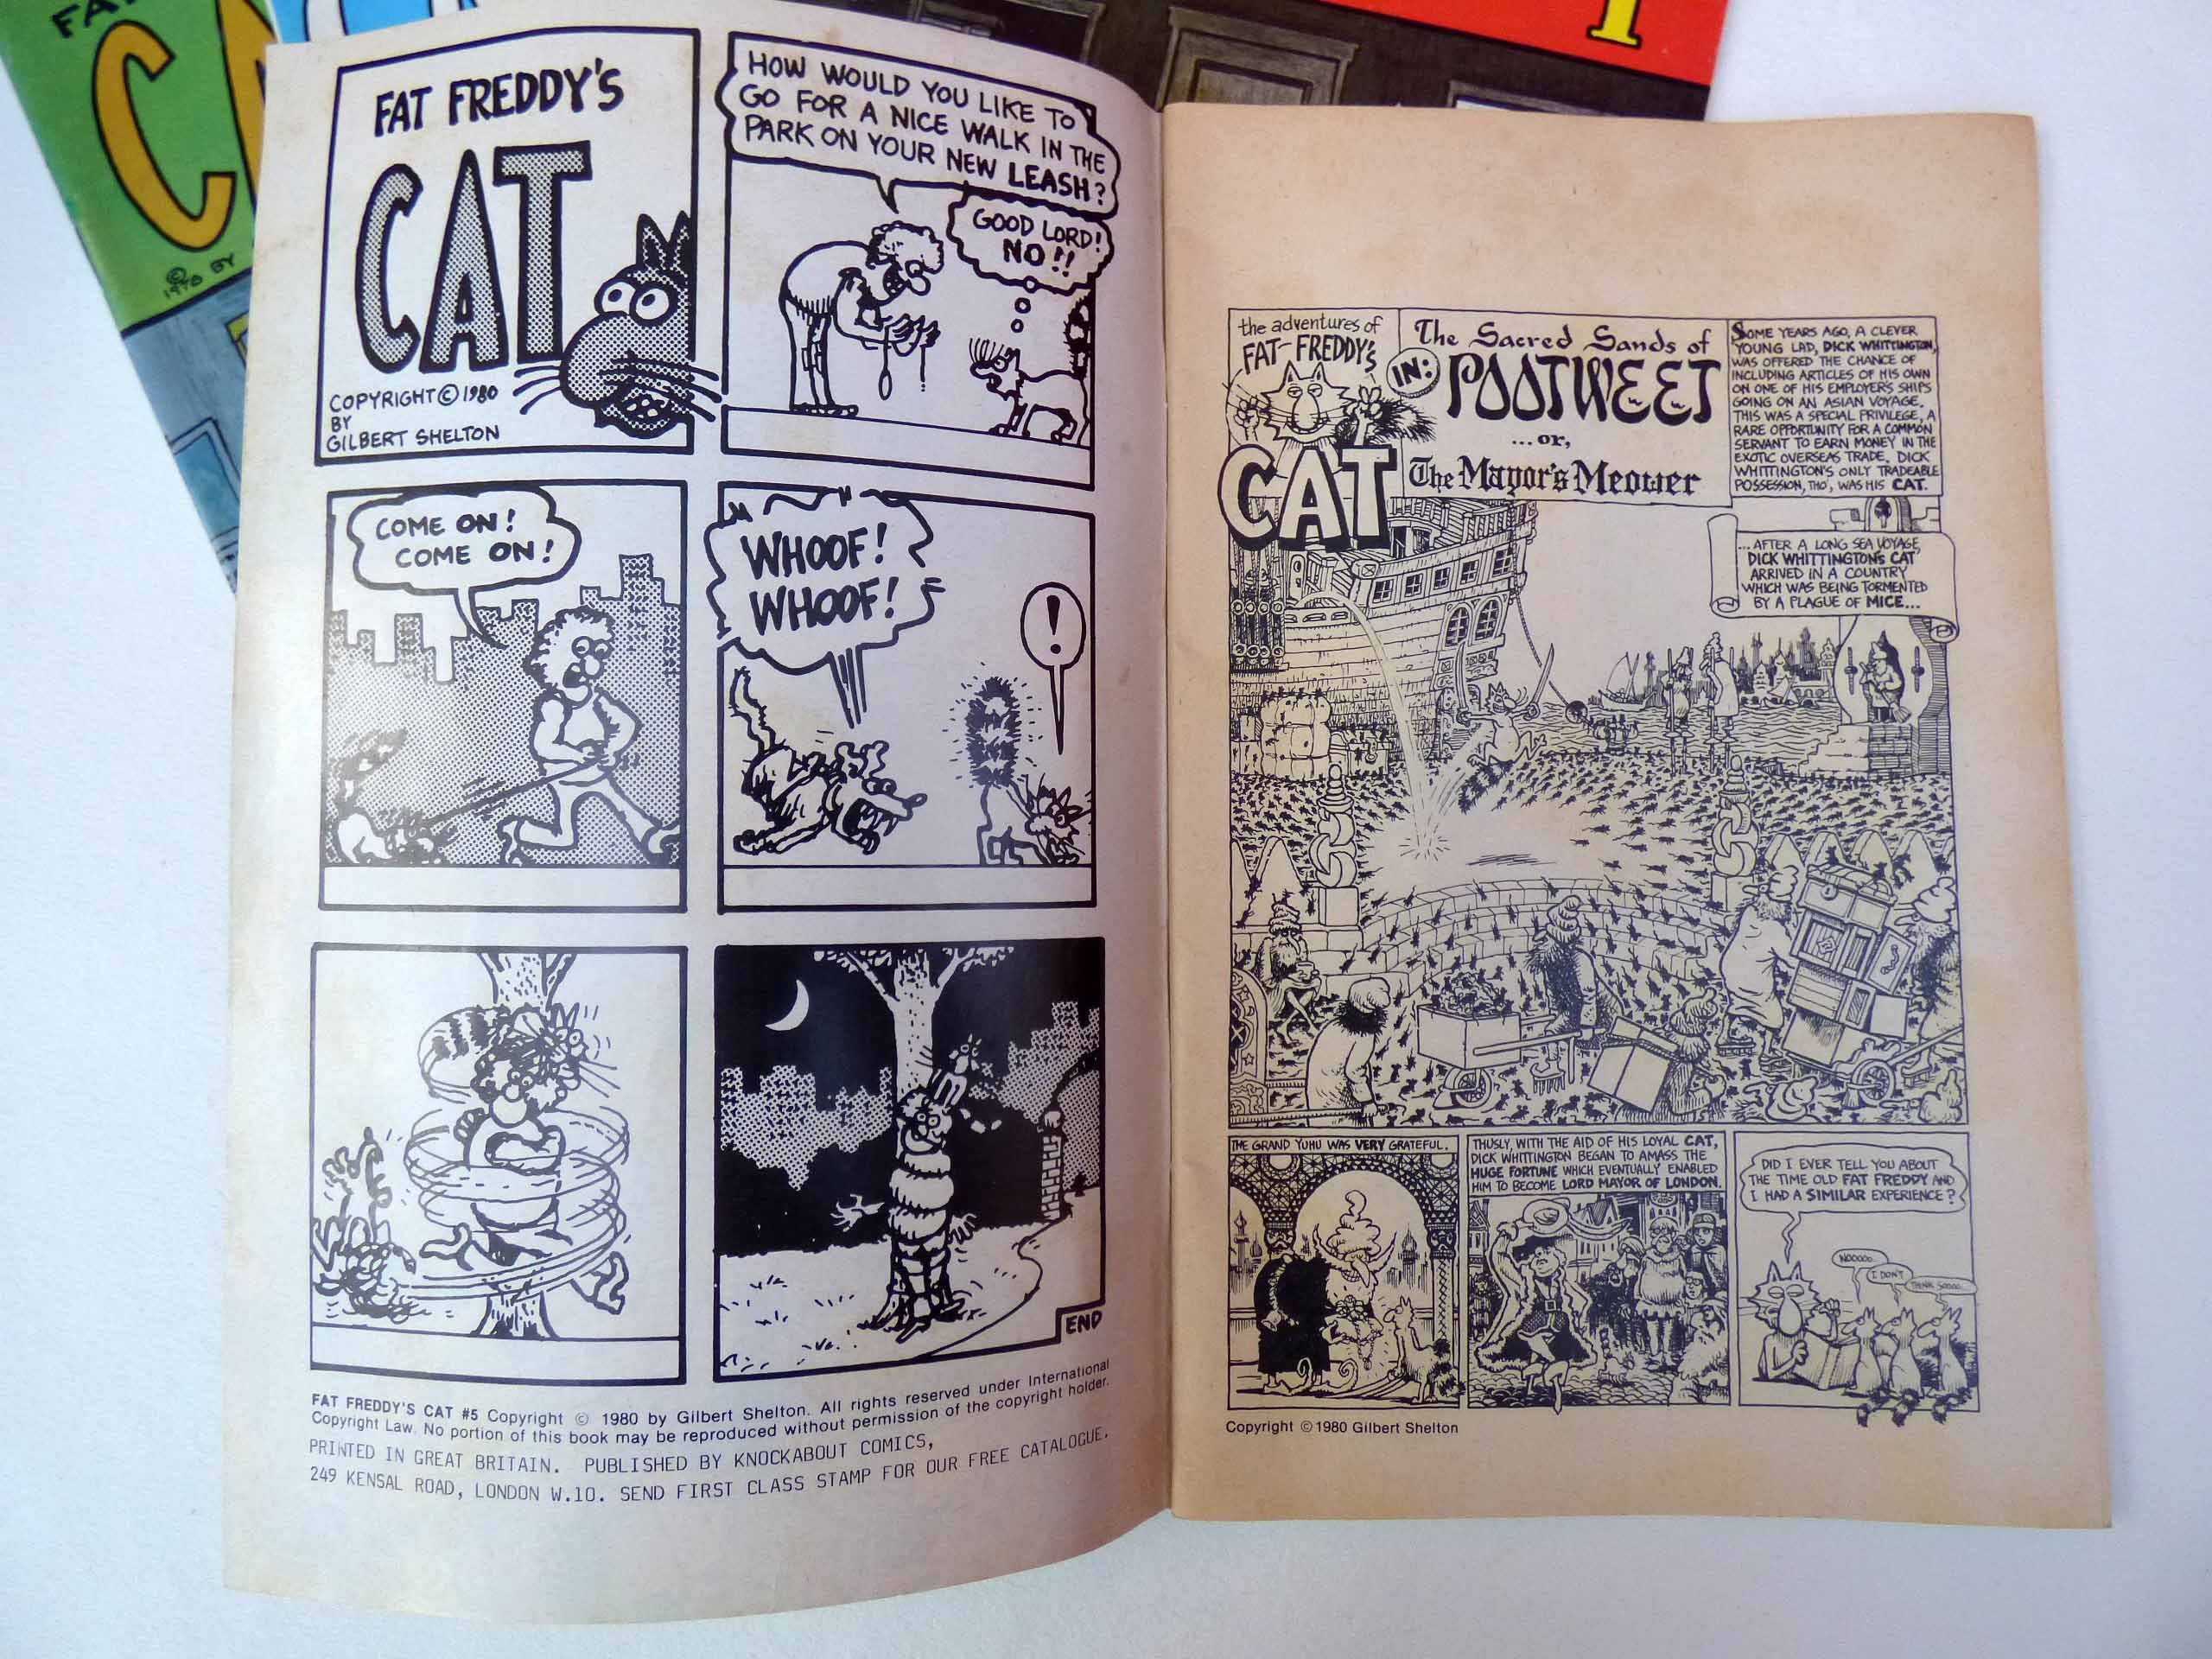 CA
© 1980 BY
FAT FREDDY'S
CAT
COPYRIGHT © 1980
BY
GILBERT SHELTON
HOW WOULD YOU LIKE TO
GO FOR A NICE WALK IN THE
PARK ON YOUR NEW LEASH?
GOOD LORD!
NO!!
COME ON!
COME ON!
WHOOF!
WHOOF!
!
END
FAT FREDDY'S CAT #5 Copyright © 1980 by Gilbert Shelton. All rights reserved under International
Copyright Law. No portion of this book may be reproduced without permission of the copyright holder.
PRINTED IN GREAT BRITAIN. PUBLISHED BY KNOCKABOUT COMICS,
249 KENSAL ROAD, LONDON W.10. SEND FIRST CLASS STAMP FOR OUR FREE CATALOGUE.
the adventures of
FAT-FREDDY'S
CAT
IN:
The Sacred Sands of
POOTWEET
...or,
The Mayor's Meower
SOME YEARS AGO, A CLEVER
YOUNG LAD, DICK WHITTINGTON,
WAS OFFERED THE CHANCE OF
INCLUDING ARTICLES OF HIS OWN
ON ONE OF HIS EMPLOYER'S SHIPS
GOING ON AN ASIAN VOYAGE.
THIS WAS A SPECIAL PRIVILEGE, A
RARE OPPORTUNITY FOR A COMMON
SERVANT TO EARN MONEY IN THE
EXOTIC OVERSEAS TRADE. DICK
WHITTINGTON'S ONLY TRADEABLE
POSSESSION, THO', WAS HIS CAT.
...AFTER A LONG SEA VOYAGE,
DICK WHITTINGTON'S CAT
ARRIVED IN A COUNTRY
WHICH WAS BEING TORMENTED
BY A PLAGUE OF MICE...
THE GRAND YUHU WAS VERY GRATEFUL.
THUSLY, WITH THE AID OF HIS LOYAL CAT,
DICK WHITTINGTON BEGAN TO AMASS THE
HUGE FORTUNE WHICH EVENTUALLY ENABLED
HIM TO BECOME LORD MAYOR OF LONDON.
DID I EVER TELL YOU ABOUT
THE TIME OLD FAT FREDDY AND
I HAD A SIMILAR EXPERIENCE?
NOOOOO..
I DON'T
THINK SOOOO..
Copyright © 1980 Gilbert Shelton